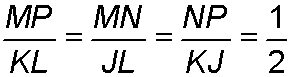 MP/KL = MN/JL = NP/KJ = 1/2